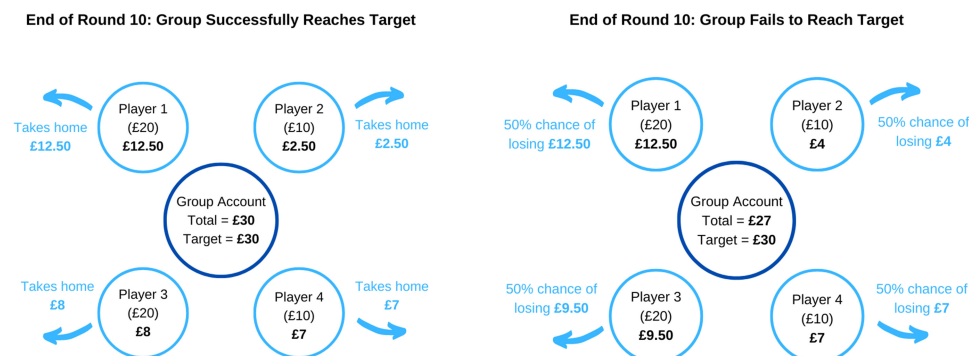 End of Round 10: Group Successfully Reaches Target
Player 1
(£20)
£12.50
Takes home
£12.50
Player 2
(£10)
£2.50
Takes home
£2.50
Group Account
Total = £30
Target = £30
Takes home
£8
Player 3
(£20)
£8
Player 4
(£10)
£7
Takes home
£7
End of Round 10: Group Fails to Reach Target
50% chance of
losing £12.50
Player 1
(£20)
£12.50
Player 2
(£10)
£4
50% chance of
losing £4
Group Account
Total = £27
Target = £30
50% chance of
losing £9.50
Player 3
(£20)
£9.50
Player 4
(£10)
£7
50% chance of
losing £7